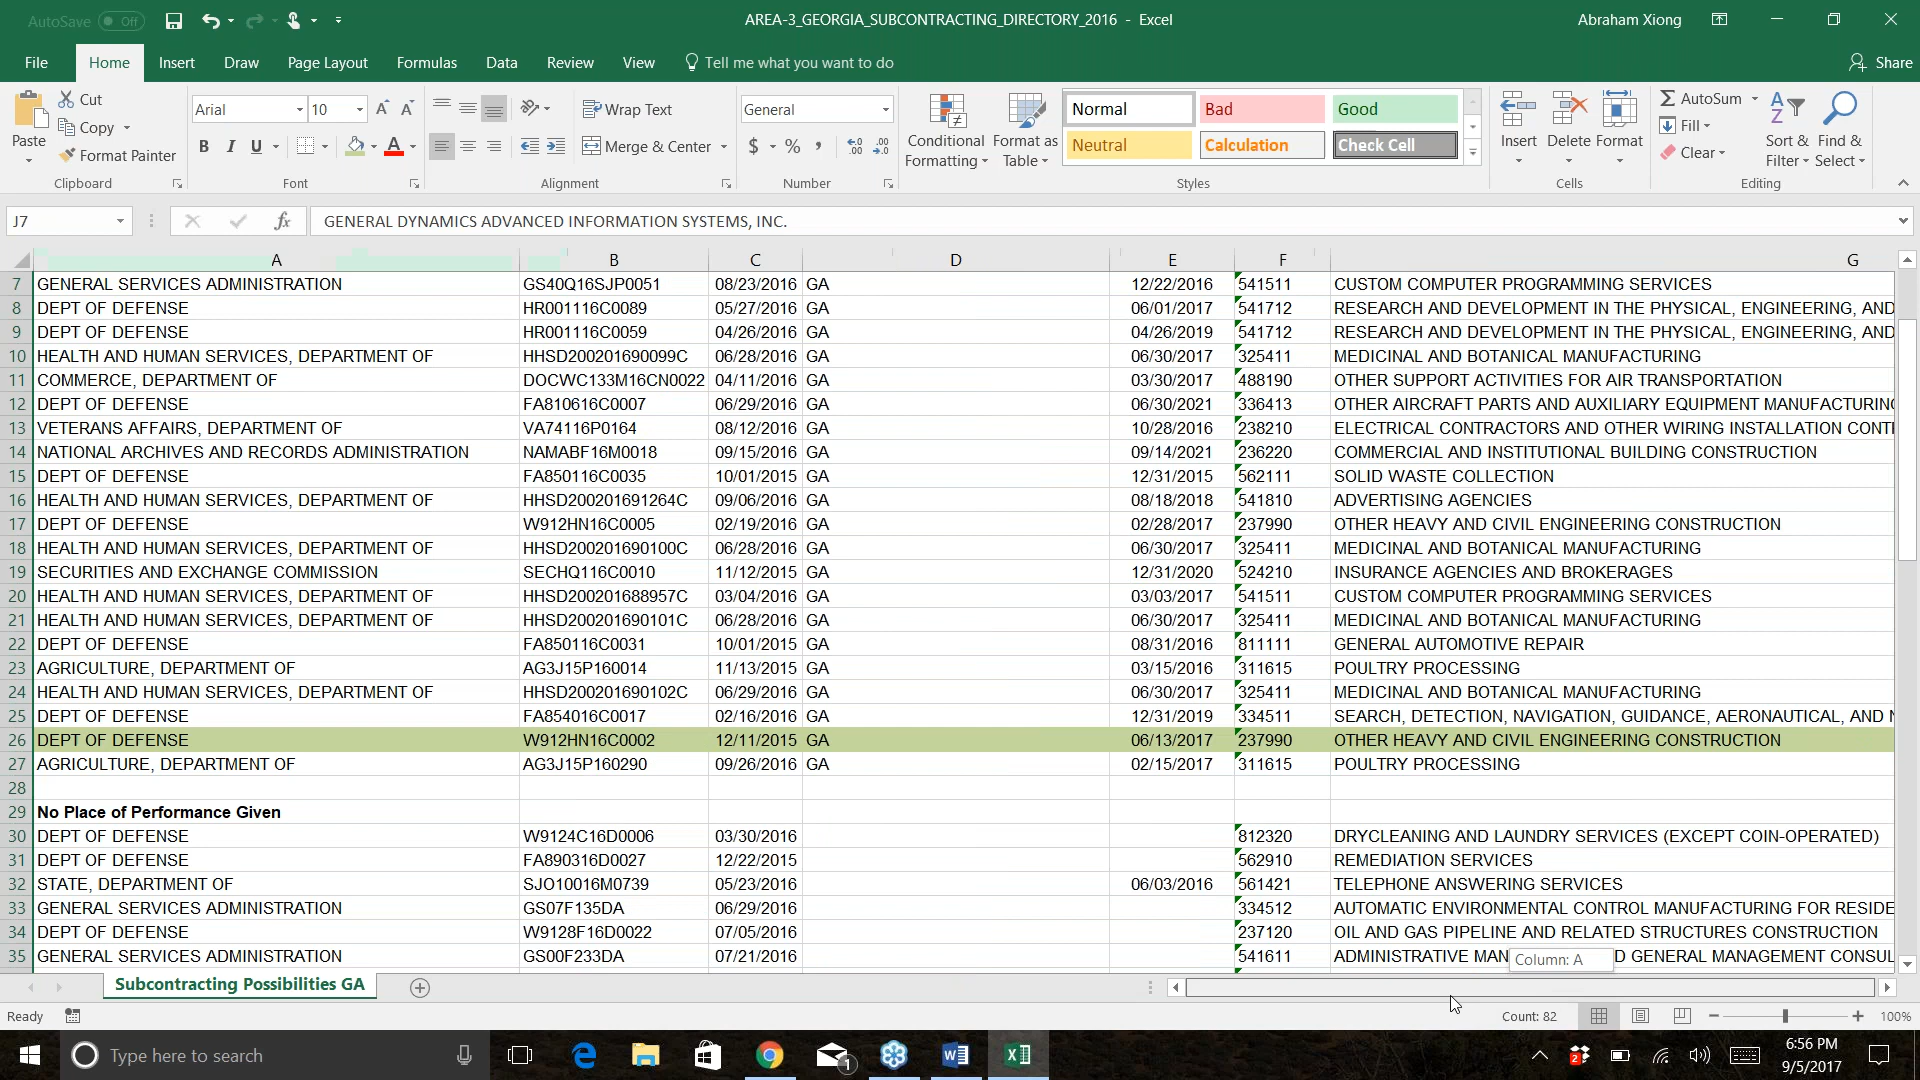 AutoSave Off
AREA-3_GEORGIA_SUBCONTRACTING_DIRECTORY_2016 - Excel
Abraham Xiong
File Home Insert Draw Page Layout Formulas Data Review View Tell me what you want to do Share
Cut
Copy
Format Painter
Paste
Clipboard
Arial 10
B I U
Font
Wrap Text
Merge & Center
Alignment
General
$ % ,
Number
Conditional Formatting
Format as Table
Normal Bad Good
Neutral Calculation Check Cell
Styles
Insert Delete Format
Cells
AutoSum
Fill
Clear
Sort & Filter
Find & Select
Editing
J7 fx GENERAL DYNAMICS ADVANCED INFORMATION SYSTEMS, INC.
A B C D E F G
7 GENERAL SERVICES ADMINISTRATION GS40Q16SJP0051 08/23/2016 GA 12/22/2016 541511 CUSTOM COMPUTER PROGRAMMING SERVICES
8 DEPT OF DEFENSE HR001116C0089 05/27/2016 GA 06/01/2017 541712 RESEARCH AND DEVELOPMENT IN THE PHYSICAL, ENGINEERING, AND
9 DEPT OF DEFENSE HR001116C0059 04/26/2016 GA 04/26/2019 541712 RESEARCH AND DEVELOPMENT IN THE PHYSICAL, ENGINEERING, AND
10 HEALTH AND HUMAN SERVICES, DEPARTMENT OF HHSD200201690099C 06/28/2016 GA 06/30/2017 325411 MEDICINAL AND BOTANICAL MANUFACTURING
11 COMMERCE, DEPARTMENT OF DOCWC133M16CN0022 04/11/2016 GA 03/30/2017 488190 OTHER SUPPORT ACTIVITIES FOR AIR TRANSPORTATION
12 DEPT OF DEFENSE FA810616C0007 06/29/2016 GA 06/30/2021 336413 OTHER AIRCRAFT PARTS AND AUXILIARY EQUIPMENT MANUFACTURING
13 VETERANS AFFAIRS, DEPARTMENT OF VA74116P0164 08/12/2016 GA 10/28/2016 238210 ELECTRICAL CONTRACTORS AND OTHER WIRING INSTALLATION CONT
14 NATIONAL ARCHIVES AND RECORDS ADMINISTRATION NAMABF16M0018 09/15/2016 GA 09/14/2021 236220 COMMERCIAL AND INSTITUTIONAL BUILDING CONSTRUCTION
15 DEPT OF DEFENSE FA850116C0035 10/01/2015 GA 12/31/2015 562111 SOLID WASTE COLLECTION
16 HEALTH AND HUMAN SERVICES, DEPARTMENT OF HHSD200201691264C 09/06/2016 GA 08/18/2018 541810 ADVERTISING AGENCIES
17 DEPT OF DEFENSE W912HN16C0005 02/19/2016 GA 02/28/2017 237990 OTHER HEAVY AND CIVIL ENGINEERING CONSTRUCTION
18 HEALTH AND HUMAN SERVICES, DEPARTMENT OF HHSD200201690100C 06/28/2016 GA 06/30/2017 325411 MEDICINAL AND BOTANICAL MANUFACTURING
19 SECURITIES AND EXCHANGE COMMISSION SECHQ116C0010 11/12/2015 GA 12/31/2020 524210 INSURANCE AGENCIES AND BROKERAGES
20 HEALTH AND HUMAN SERVICES, DEPARTMENT OF HHSD200201688957C 03/04/2016 GA 03/03/2017 541511 CUSTOM COMPUTER PROGRAMMING SERVICES
21 HEALTH AND HUMAN SERVICES, DEPARTMENT OF HHSD200201690101C 06/28/2016 GA 06/30/2017 325411 MEDICINAL AND BOTANICAL MANUFACTURING
22 DEPT OF DEFENSE FA850116C0031 10/01/2015 GA 08/31/2016 811111 GENERAL AUTOMOTIVE REPAIR
23 AGRICULTURE, DEPARTMENT OF AG3J15P160014 11/13/2015 GA 03/15/2016 311615 POULTRY PROCESSING
24 HEALTH AND HUMAN SERVICES, DEPARTMENT OF HHSD200201690102C 06/29/2016 GA 06/30/2017 325411 MEDICINAL AND BOTANICAL MANUFACTURING
25 DEPT OF DEFENSE FA854016C0017 02/16/2016 GA 12/31/2019 334511 SEARCH, DETECTION, NAVIGATION, GUIDANCE, AERONAUTICAL, AND
26 DEPT OF DEFENSE W912HN16C0002 12/11/2015 GA 06/13/2017 237990 OTHER HEAVY AND CIVIL ENGINEERING CONSTRUCTION
27 AGRICULTURE, DEPARTMENT OF AG3J15P160290 09/26/2016 GA 02/15/2017 311615 POULTRY PROCESSING
28
29 No Place of Performance Given
30 DEPT OF DEFENSE W9124C16D0006 03/30/2016 812320 DRYCLEANING AND LAUNDRY SERVICES (EXCEPT COIN-OPERATED)
31 DEPT OF DEFENSE FA890316D0027 12/22/2015 562910 REMEDIATION SERVICES
32 STATE, DEPARTMENT OF SJO10016M0739 05/23/2016 06/03/2016 561421 TELEPHONE ANSWERING SERVICES
33 GENERAL SERVICES ADMINISTRATION GS07F135DA 06/29/2016 334512 AUTOMATIC ENVIRONMENTAL CONTROL MANUFACTURING FOR RESIDE
34 DEPT OF DEFENSE W9128F16D0022 07/05/2016 237120 OIL AND GAS PIPELINE AND RELATED STRUCTURES CONSTRUCTION
35 GENERAL SERVICES ADMINISTRATION GS00F233DA 07/21/2016 541611 ADMINISTRATIVE MAN D GENERAL MANAGEMENT CONSUL
Column: A
Subcontracting Possibilities GA
Ready Count: 82 100%
Type here to search
1
2
6:56 PM
9/5/2017